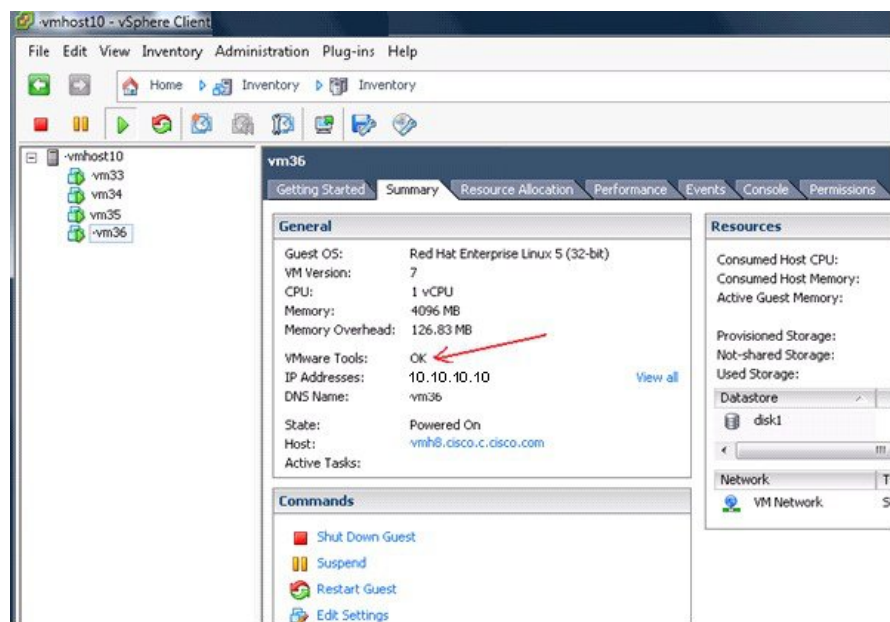 vmhost10 - vSphere Client
File Edit View Inventory Administration Plug-ins Help
Home Inventory Inventory
vmhost10
vm33
vm34
vm35
vm36
vm36
Getting Started Summary Resource Allocation Performance Events Console Permissions
General
Guest OS: Red Hat Enterprise Linux 5 (32-bit)
VM Version: 7
CPU: 1 vCPU
Memory: 4096 MB
Memory Overhead: 126.83 MB
VMware Tools: OK
IP Addresses: 10.10.10.10 View all
DNS Name: vm36
State: Powered On
Host: vmh8.cisco.c.cisco.com
Active Tasks:
Commands
Shut Down Guest
Suspend
Restart Guest
Edit Settings
Resources
Consumed Host CPU:
Consumed Host Memory:
Active Guest Memory:
Provisioned Storage:
Not-shared Storage:
Used Storage:
Datastore
disk1
Network T
VM Network S